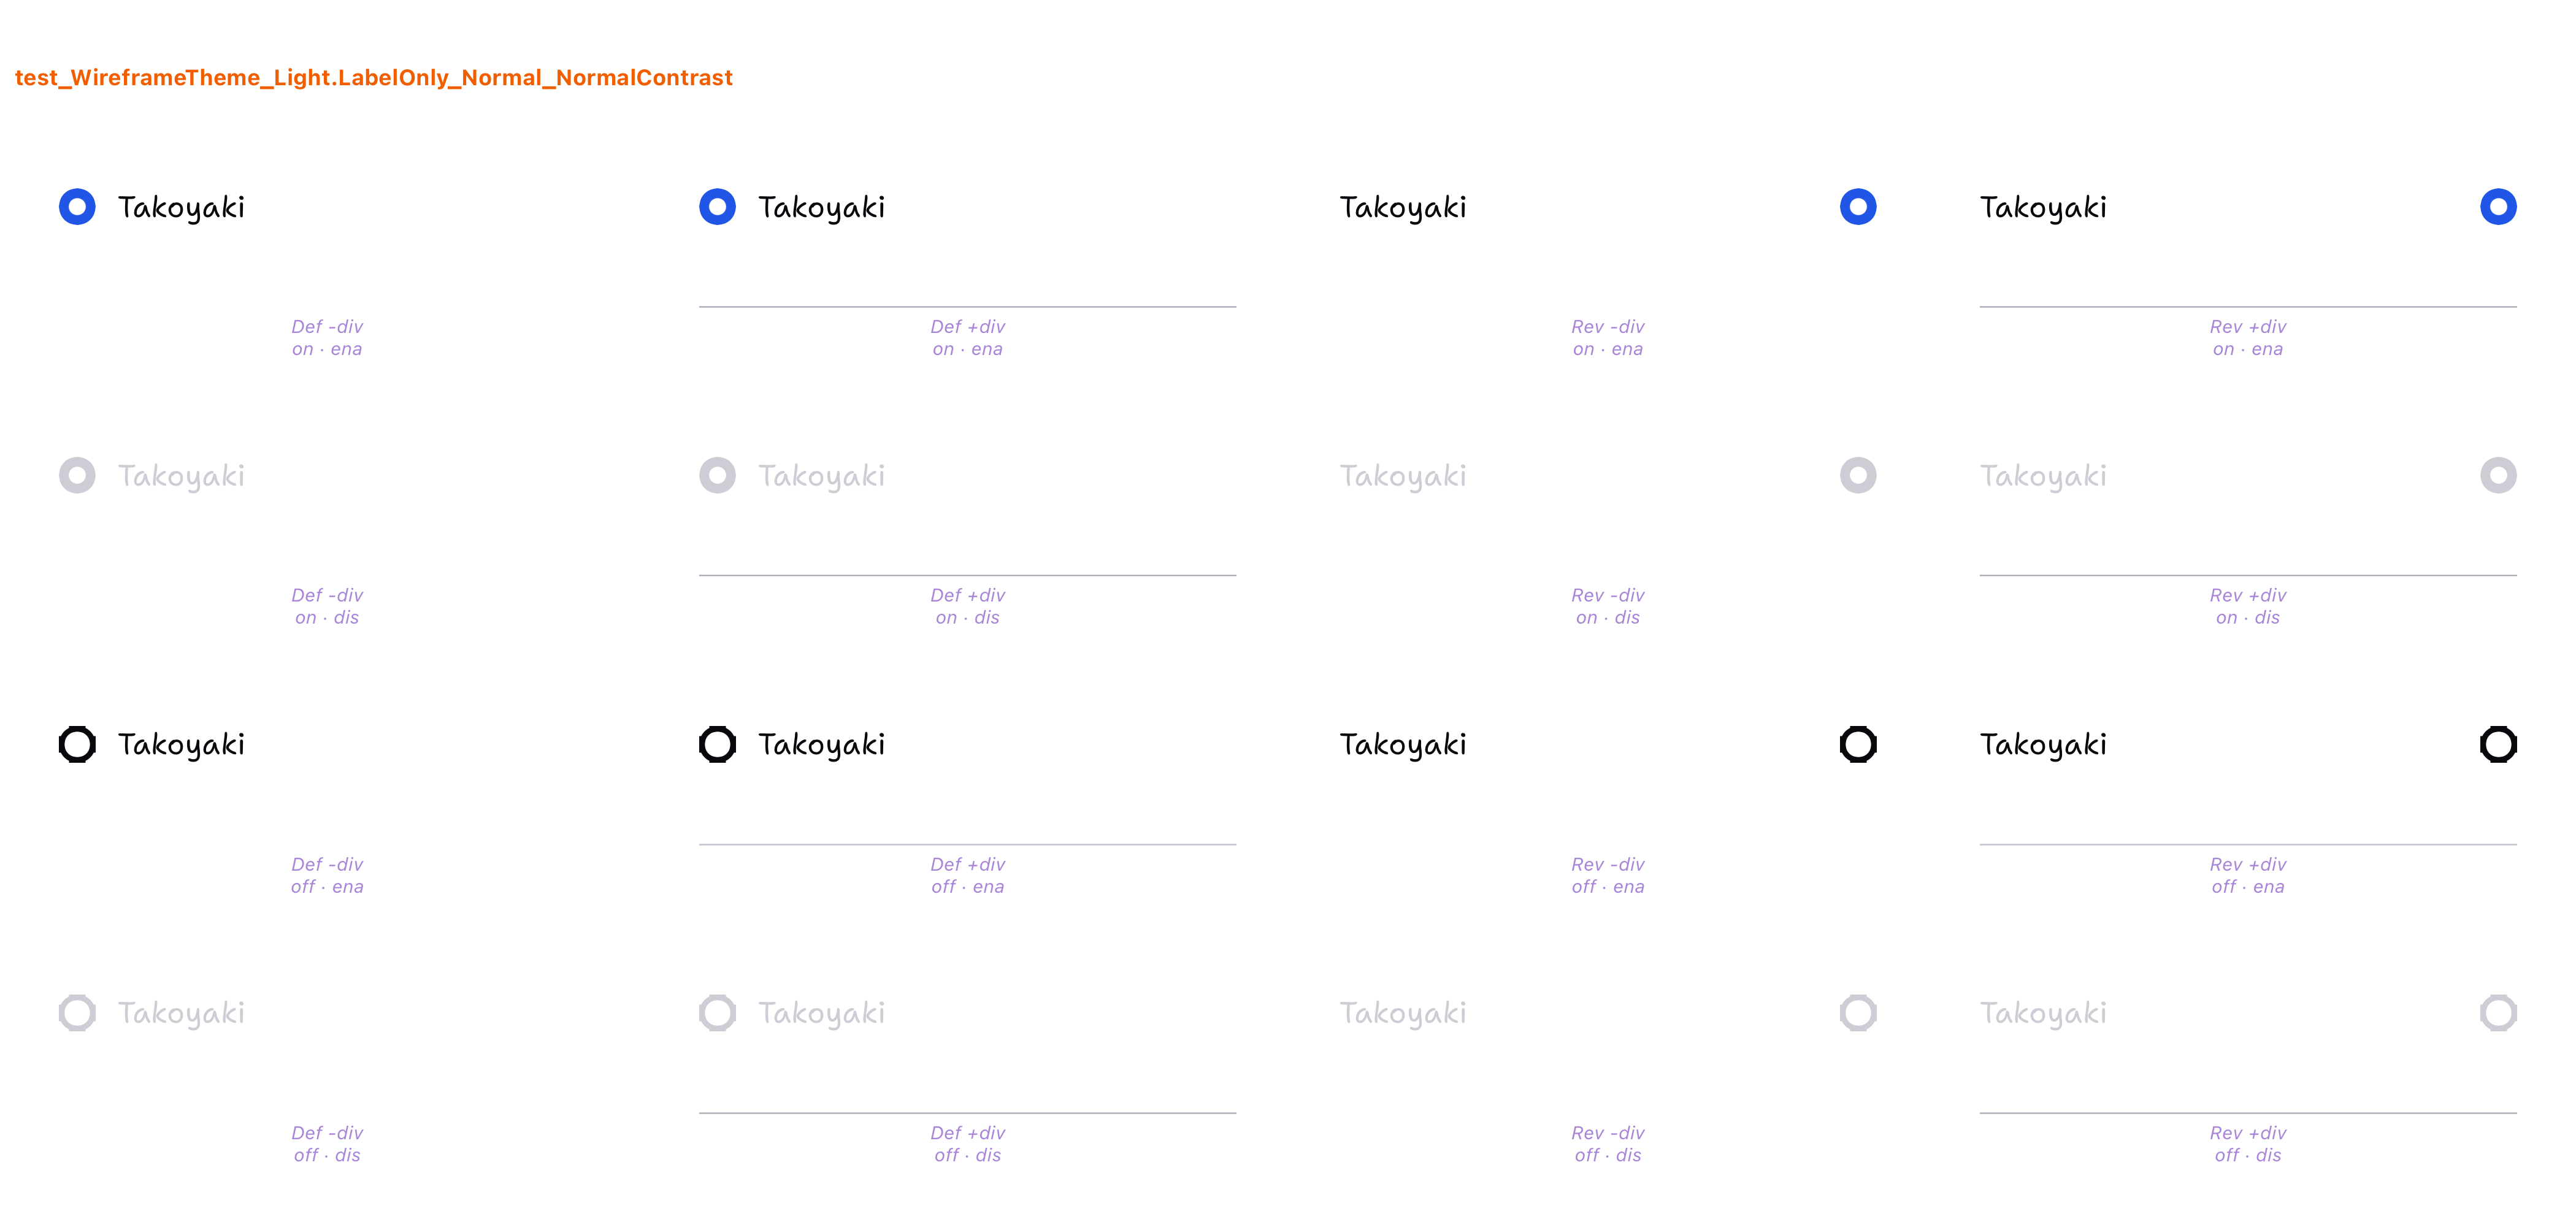 test_WireframeTheme_Light.LabelOnly_Normal_NormalContrast
Takoyaki
Takoyaki
Takoyaki
Takoyaki
Def -div
Def +div
Rev -div
Rev +div
on · ena
on · ena
on · ena
on · ena
Takoyaki
Takoyaki
Takoyaki
Takoyaki
Def -div
Def +div
Rev -div
Rev +div
on · dis
on · dis
on · dis
on · dis
Takoyaki
Takoyaki
Takoyaki
Takoyaki
Def -div
Def +div
Rev -div
Rev +div
off · ena
off · ena
off · ena
off · ena
Takoyaki
Takoyaki
Takoyaki
Takoyaki
Def -div
Def +div
Rev -div
Rev +div
off · dis
off · dis
off · dis
off · dis